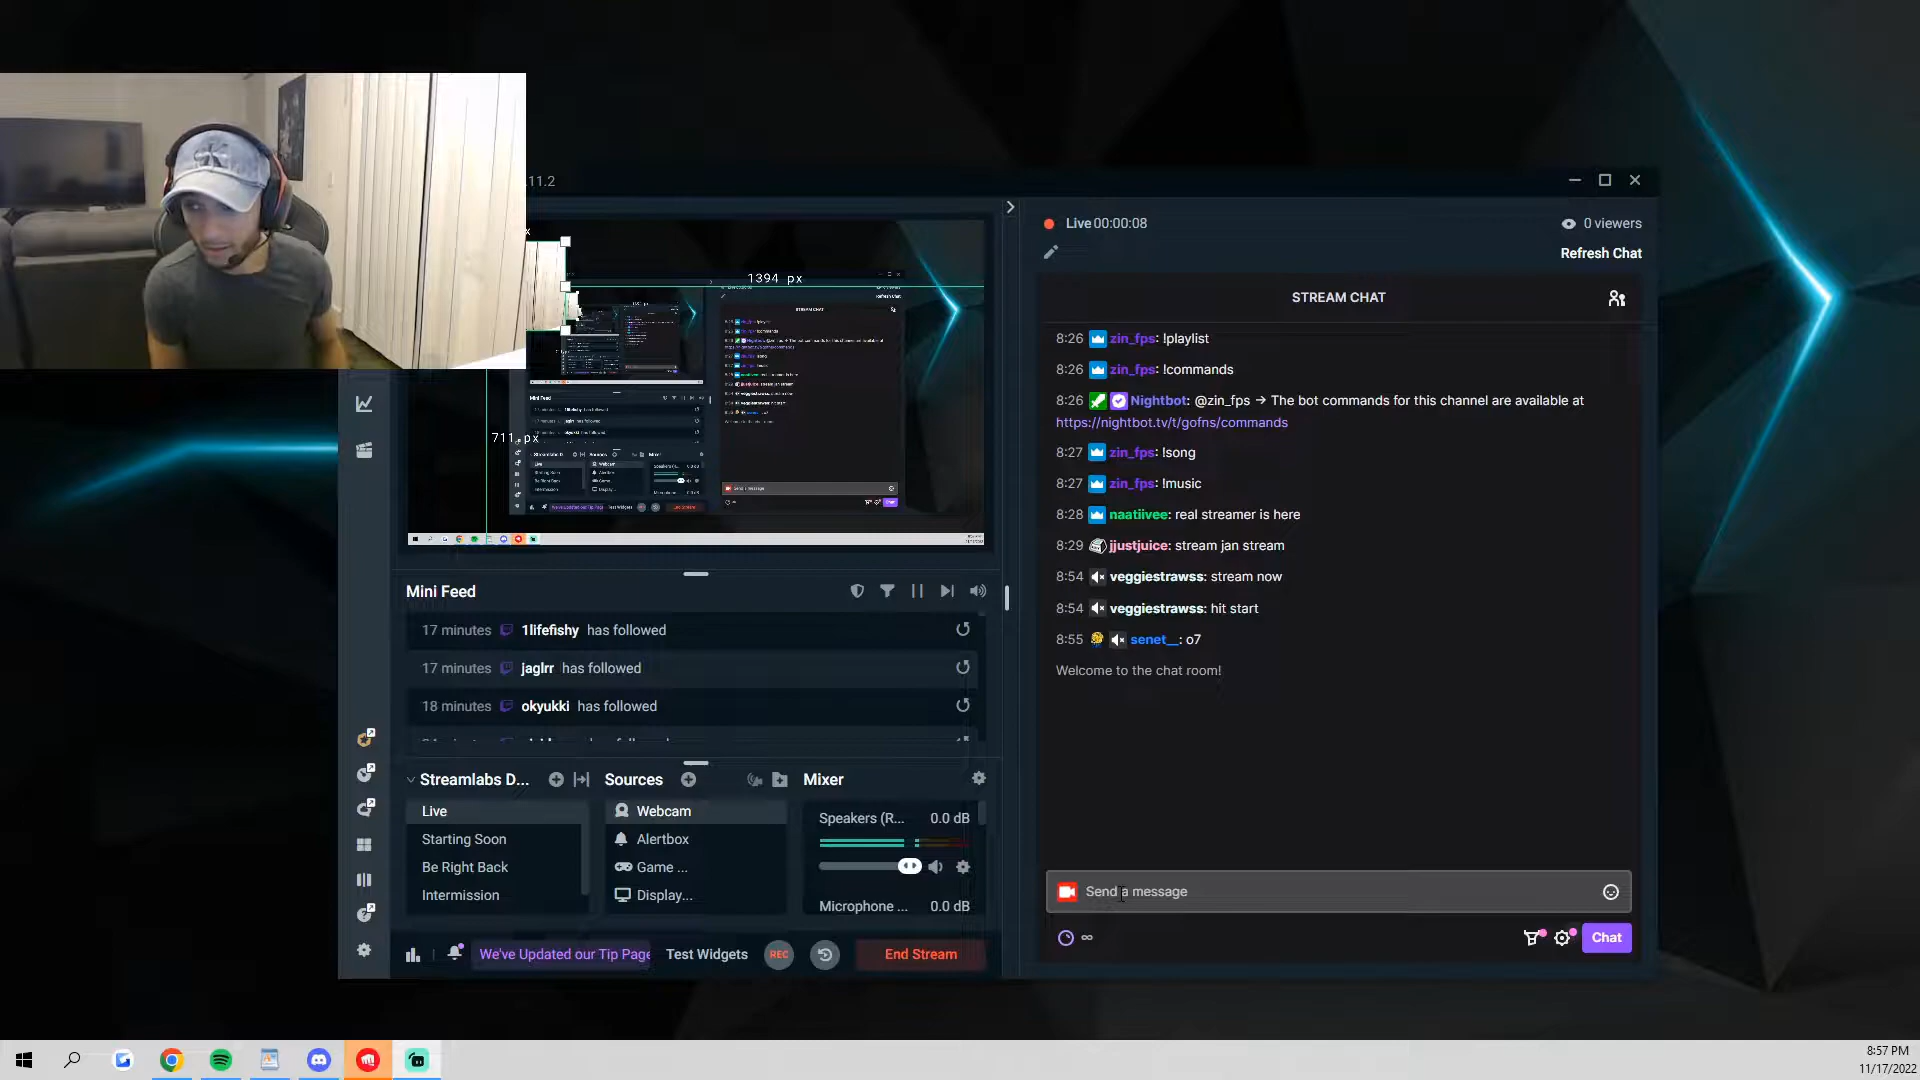 .11.2
Live 00:00:08
0 viewers
Refresh Chat
STREAM CHAT
8:26 zin_fps: !playlist
8:26 zin_fps: !commands
8:26 Nightbot: @zin_fps → The bot commands for this channel are available at
https://nightbot.tv/t/gofns/commands
8:27 zin_fps: !song
8:27 zin_fps: !music
8:28 naatiivee: real streamer is here
8:29 jjustjuice: stream jan stream
8:54 veggiestrawss: stream now
8:54 veggiestrawss: hit start
8:55 senet__: o7
Welcome to the chat room!
Send a message
Chat
1394 px
711 px
Mini Feed
17 minutes 1lifefishy has followed
17 minutes jaglrr has followed
18 minutes okyukki has followed
Streamlabs D...
Live
Starting Soon
Be Right Back
Intermission
Sources
Webcam
Alertbox
Game ...
Display...
Mixer
Speakers (R... 0.0 dB
Microphone ... 0.0 dB
We've Updated our Tip Page
Test Widgets
REC
End Stream
8:57 PM
11/17/2022